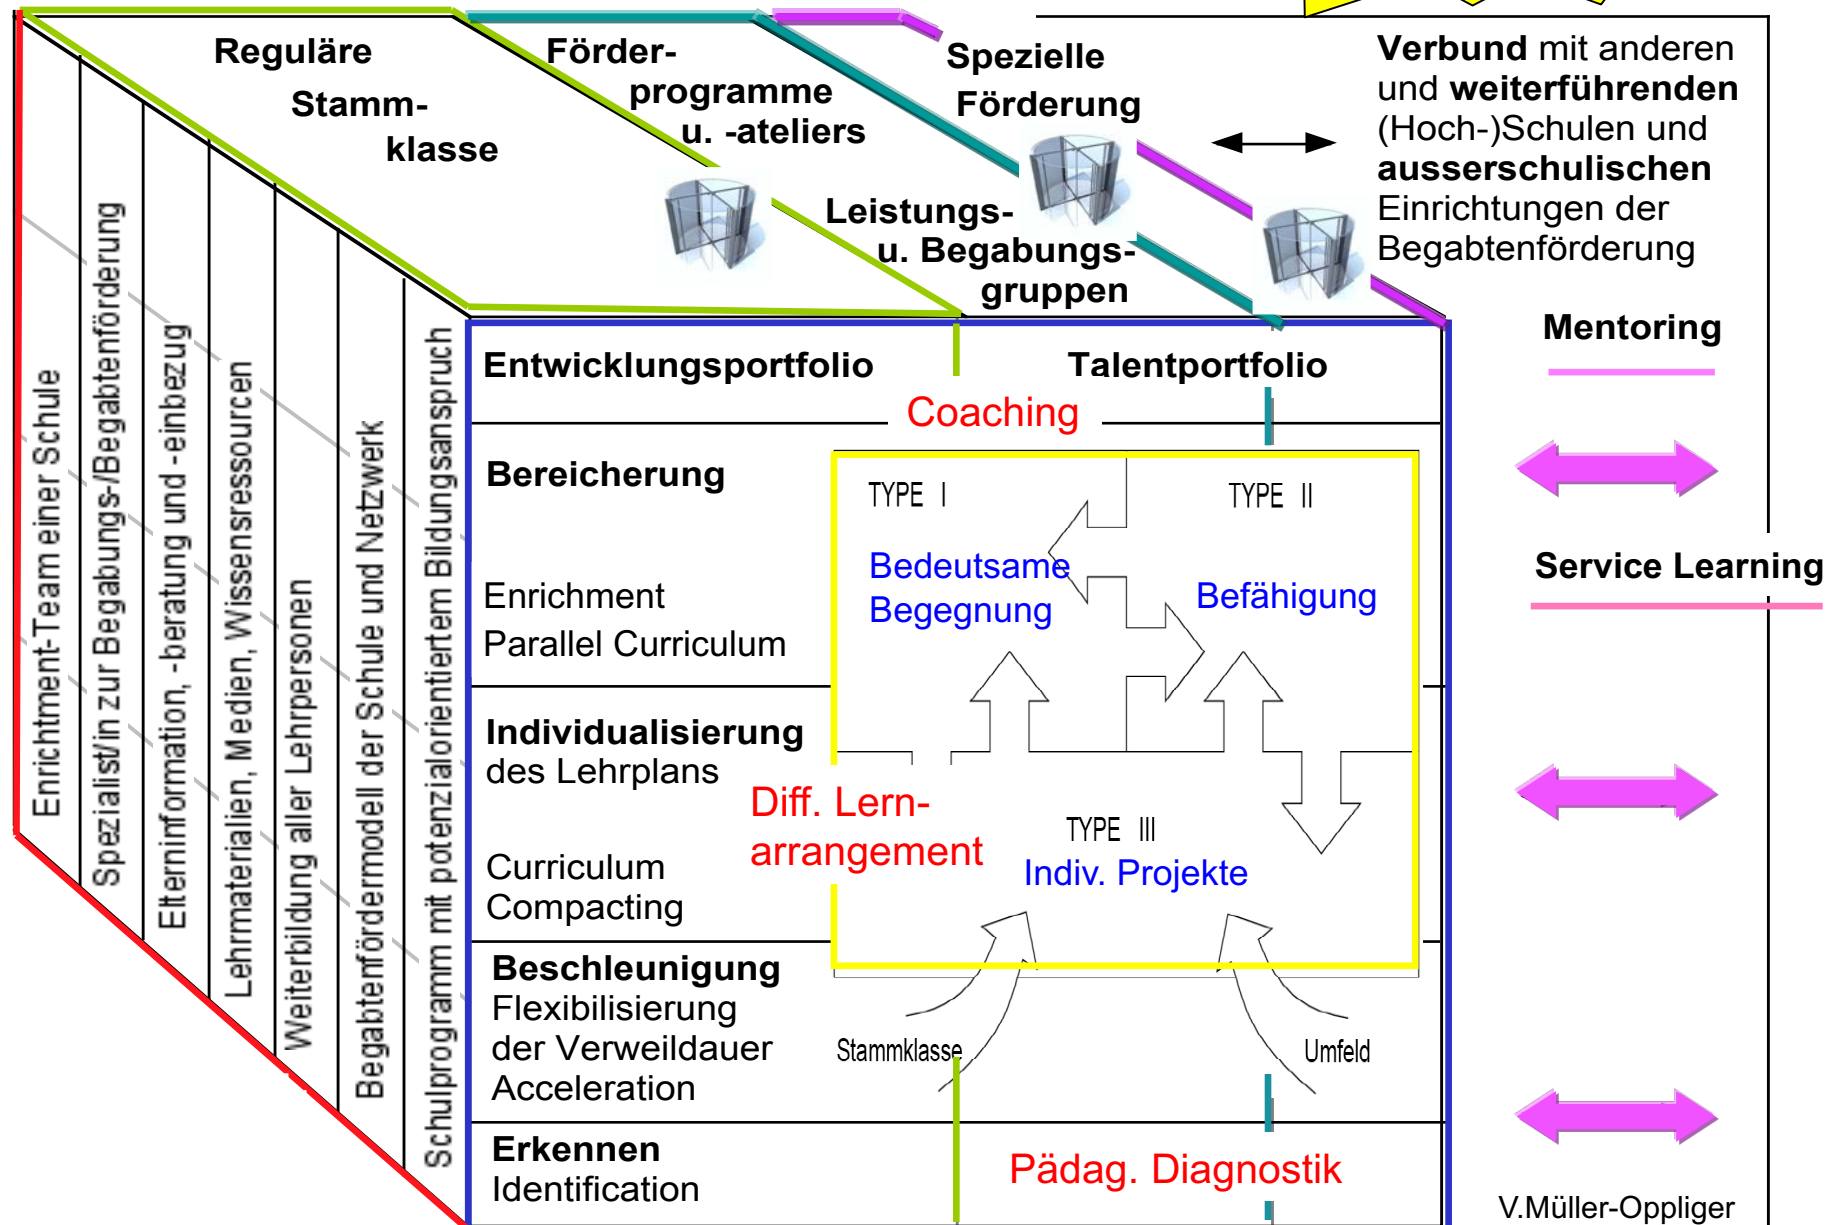 Reguläre
Stamm-
klasse
Förder-
programme
u. -ateliers
Spezielle
Förderung
Leistungs-
u. Begabungs-
gruppen
Verbund mit anderen
und weiterführenden
(Hoch-)Schulen und
ausserschulischen
Einrichtungen der
Begabtenförderung
Enrichtment-Team einer Schule
Spezialist/in zur Begabungs-/Begabtenförderung
Elterninformation, -beratung und -einbezug
Lehrmaterialien, Medien, Wissensressourcen
Weiterbildung aller Lehrpersonen
Begabtenfördermodell der Schule und Netzwerk
Schulprogramm mit potenzialorientiertem Bildungsanspruch
Entwicklungsportfolio
Talentportfolio
Coaching
Bereicherung
Enrichment
Parallel Curriculum
TYPE I
Bedeutsame
Begegnung
TYPE II
Befähigung
Individualisierung
des Lehrplans
Curriculum
Compacting
Diff. Lern-
arrangement
TYPE III
Indiv. Projekte
Beschleunigung
Flexibilisierung
der Verweildauer
Acceleration
Stammklasse
Umfeld
Erkennen
Identification
Pädag. Diagnostik
Mentoring
Service Learning
V.Müller-Oppliger